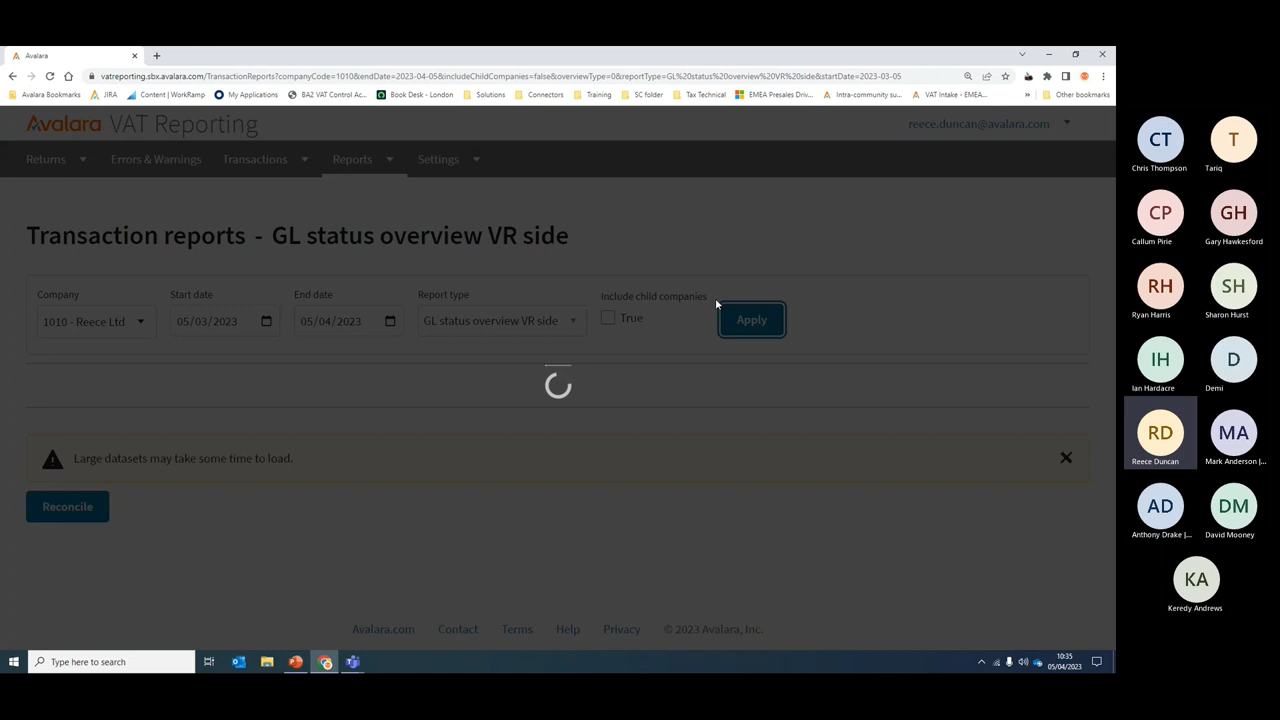 Avalara
vatreporting.sbx.avalara.com/TransactionReports?companyCode=1010&endDate=2023-04-05&includeChildCompanies=false&overviewType=0&reportType=GL%20status%20overview%20VR%20side&startDate=2023-03-05
Avalara Bookmarks JIRA Content | WorkRamp My Applications BA2 VAT Control Ac... Book Desk - London Solutions Connectors Training SC folder Tax Technical EMEA Presales Driv... Intra-community su... VAT Intake - EMEA... » Other bookmarks
Avalara VAT Reporting
reece.duncan@avalara.com
Returns Errors & Warnings Transactions Reports Settings
Transaction reports - GL status overview VR side
Company Start date End date Report type Include child companies
1010 - Reece Ltd 05/03/2023 05/04/2023 GL status overview VR side True Apply
Large datasets may take some time to load.
Reconcile
Avalara.com Contact Terms Help Privacy © 2023 Avalara, Inc.
Type here to search
10:35
05/04/2023
CT T
Chris Thompson Tariq
CP GH
Callum Pirie Gary Hawkesford
RH SH
Ryan Harris Sharon Hurst
IH D
Ian Hardacre Demi
RD MA
Reece Duncan Mark Anderson |...
AD DM
Anthony Drake |... David Mooney
KA
Keredy Andrews